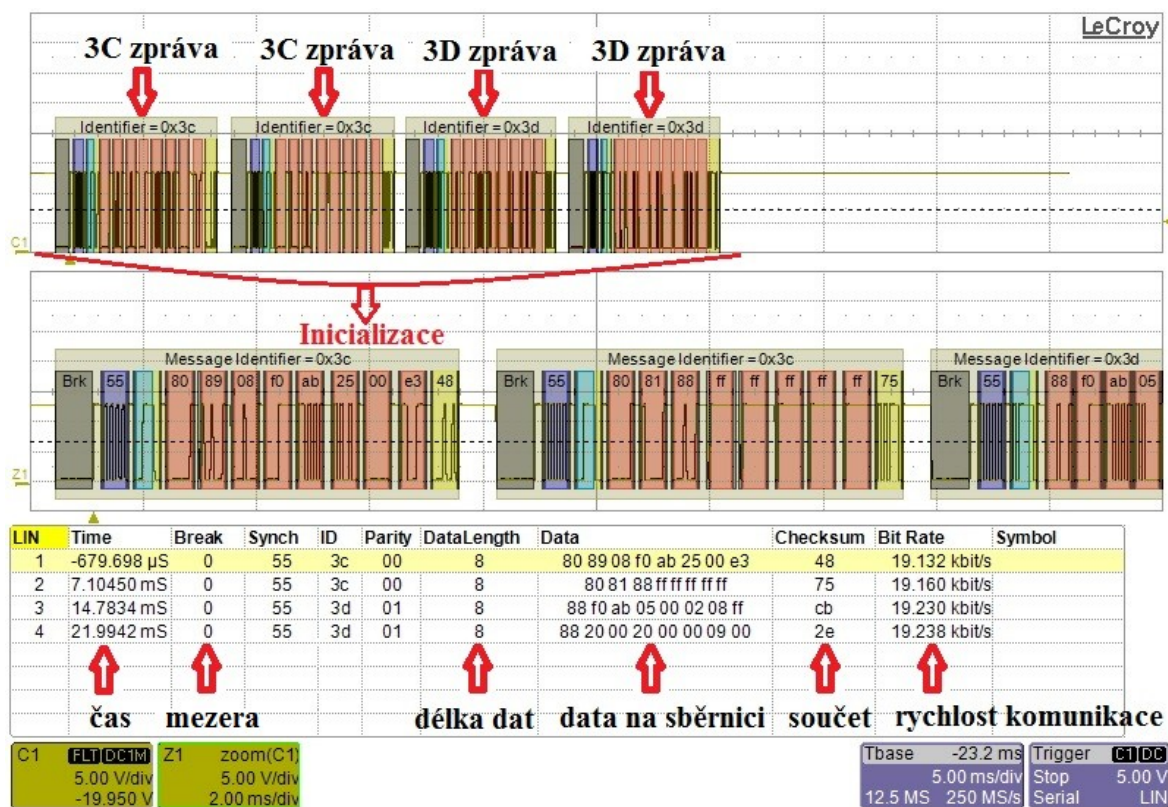 LeCroy
3C zpráva 3C zpráva 3D zpráva 3D zpráva
Identifier = 0x3c Identifier = 0x3c Identifier = 0x3d Identifier = 0x3d
C1
Inicializace
Message Identifier = 0x3c Message Identifier = 0x3c Message Identifier = 0x3d
Brk 55 80 89 08 f0 ab 25 00 e3 48 Brk 55 80 81 88 ff ff ff ff ff 75 Brk 55 88 f0 ab 05
Z1
LIN Time Break Synch ID Parity DataLength Data Checksum Bit Rate Symbol
1 -679.698 µS 0 55 3c 00 8 80 89 08 f0 ab 25 00 e3 48 19.132 kbit/s
2 7.10450 mS 0 55 3c 00 8 80 81 88 ff ff ff ff ff 75 19.160 kbit/s
3 14.7834 mS 0 55 3d 01 8 88 f0 ab 05 00 02 08 ff cb 19.230 kbit/s
4 21.9942 mS 0 55 3d 01 8 88 20 00 20 00 00 09 00 2e 19.238 kbit/s
čas mezera délka dat data na sběrnici součet rychlost komunikace
C1 FLT DC1M Z1 zoom(C1) Tbase -23.2 ms Trigger C1 DC
5.00 V/div 5.00 V/div 5.00 ms/div Stop 5.00 V
-19.950 V 2.00 ms/div 12.5 MS 250 MS/s Serial LIN